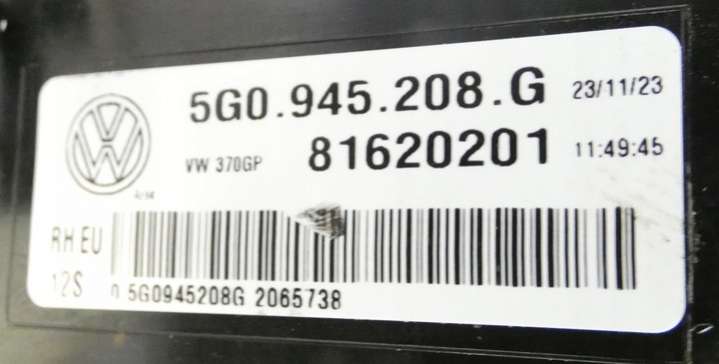 5G0.945.208.G 23/11/23
VW 370GP 81620201 11:49:45
RH EU
12S 0 5G0945208G 2065738